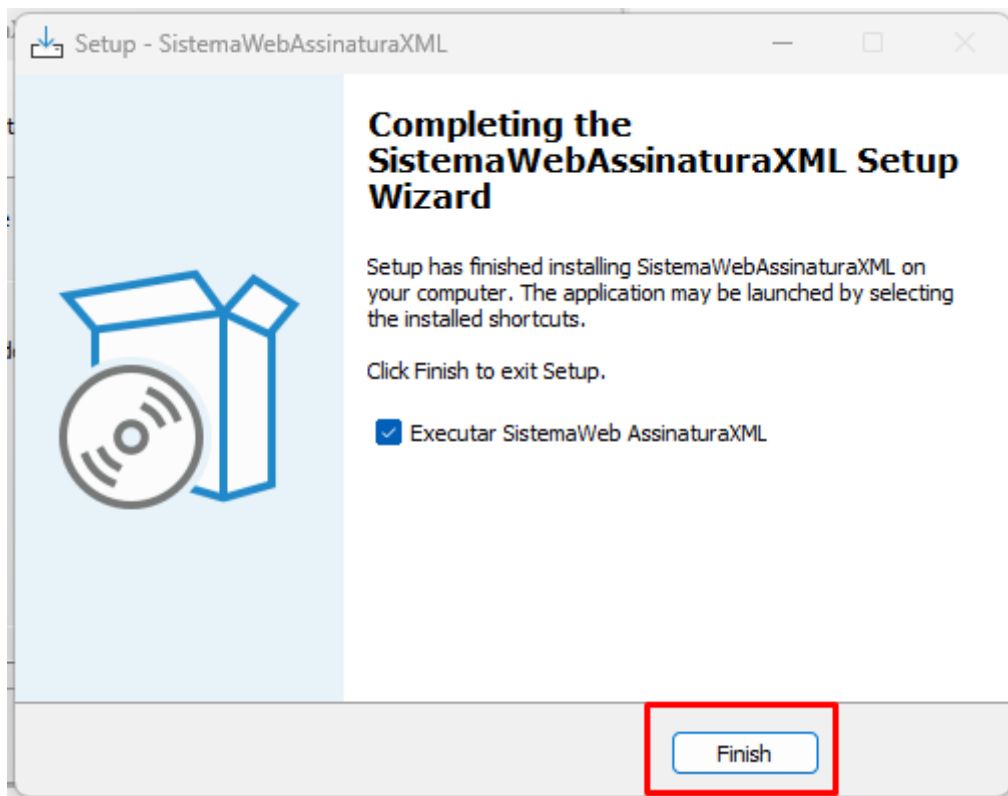 Setup - SistemaWebAssinaturaXML
Completing the
SistemaWebAssinaturaXML Setup
Wizard
Setup has finished installing SistemaWebAssinaturaXML on
your computer. The application may be launched by selecting
the installed shortcuts.
Click Finish to exit Setup.
Executar SistemaWeb AssinaturaXML
Finish